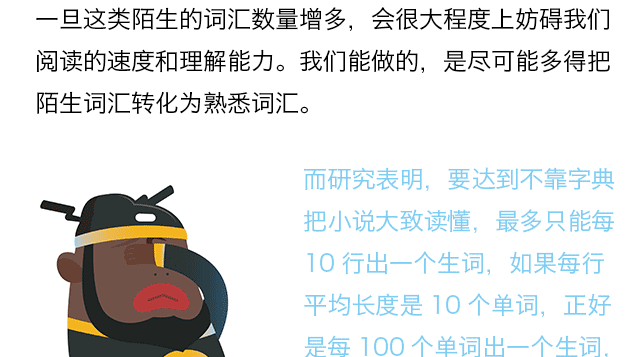 一旦这类陌生的词汇数量增多，会很大程度上妨碍我们
阅读的速度和理解能力。我们能做的，是尽可能多得把
陌生词汇转化为熟悉词汇。
而研究表明，要达到不靠字典
把小说大致读懂，最多只能每
10 行出一个生词，如果每行
平均长度是 10 个单词，正好
是每 100 个单词出一个生词.